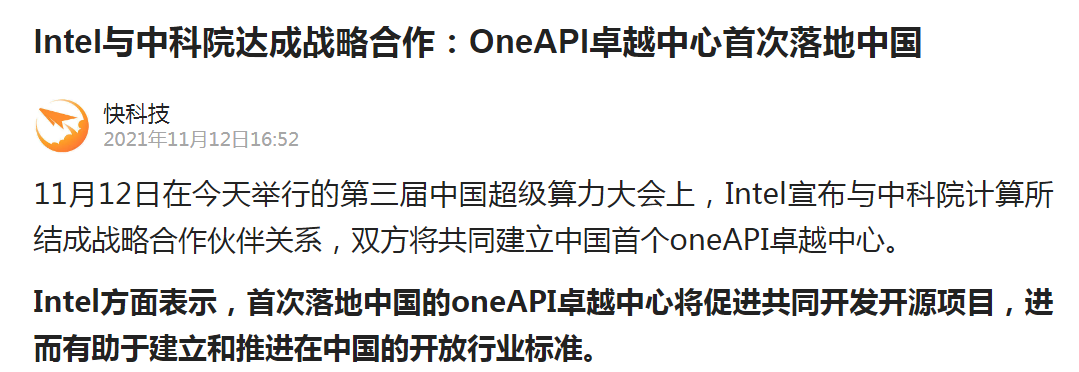 Intel与中科院达成战略合作：OneAPI卓越中心首次落地中国
快科技
2021年11月12日16:52
11月12日在今天举行的第三届中国超级算力大会上，Intel宣布与中科院计算所
结成战略合作伙伴关系，双方将共同建立中国首个oneAPI卓越中心。
Intel方面表示，首次落地中国的oneAPI卓越中心将促进共同开发开源项目，进
而有助于建立和推进在中国的开放行业标准。